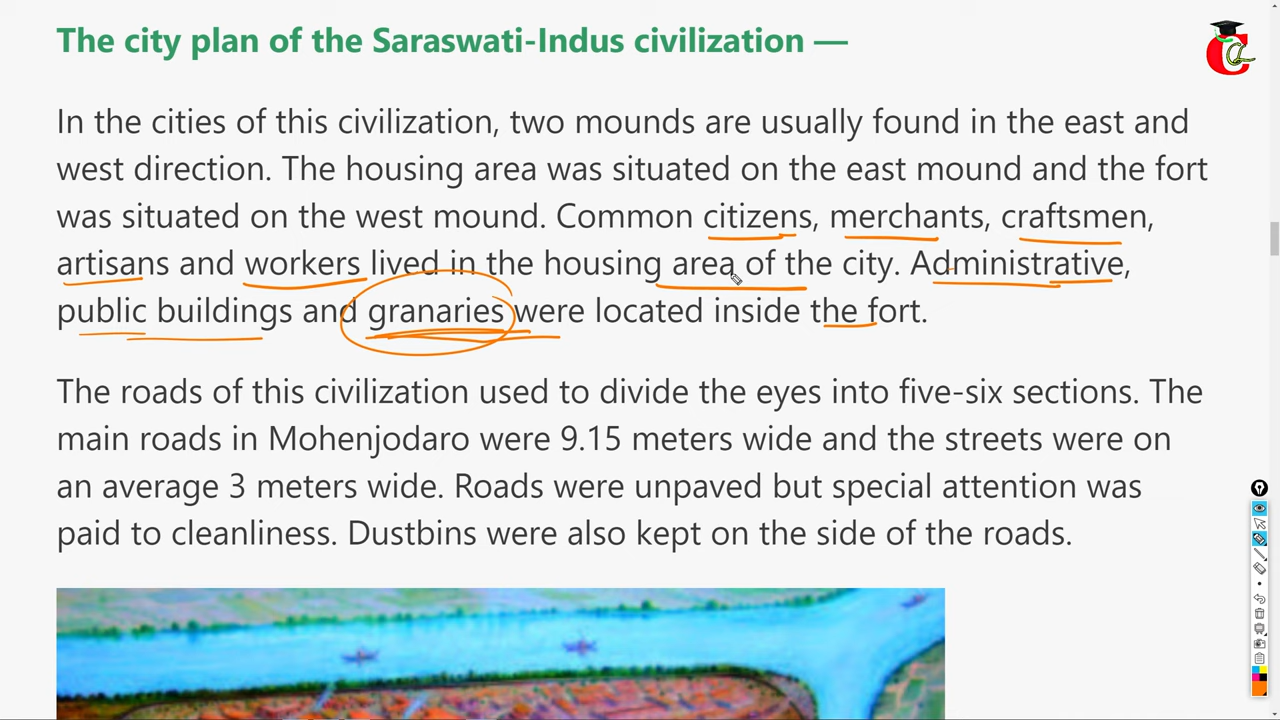 The city plan of the Saraswati-Indus civilization —
In the cities of this civilization, two mounds are usually found in the east and
west direction. The housing area was situated on the east mound and the fort
was situated on the west mound. Common citizens, merchants, craftsmen,
artisans and workers lived in the housing area of the city. Administrative,
public buildings and granaries were located inside the fort.
The roads of this civilization used to divide the eyes into five-six sections. The
main roads in Mohenjodaro were 9.15 meters wide and the streets were on
an average 3 meters wide. Roads were unpaved but special attention was
paid to cleanliness. Dustbins were also kept on the side of the roads.